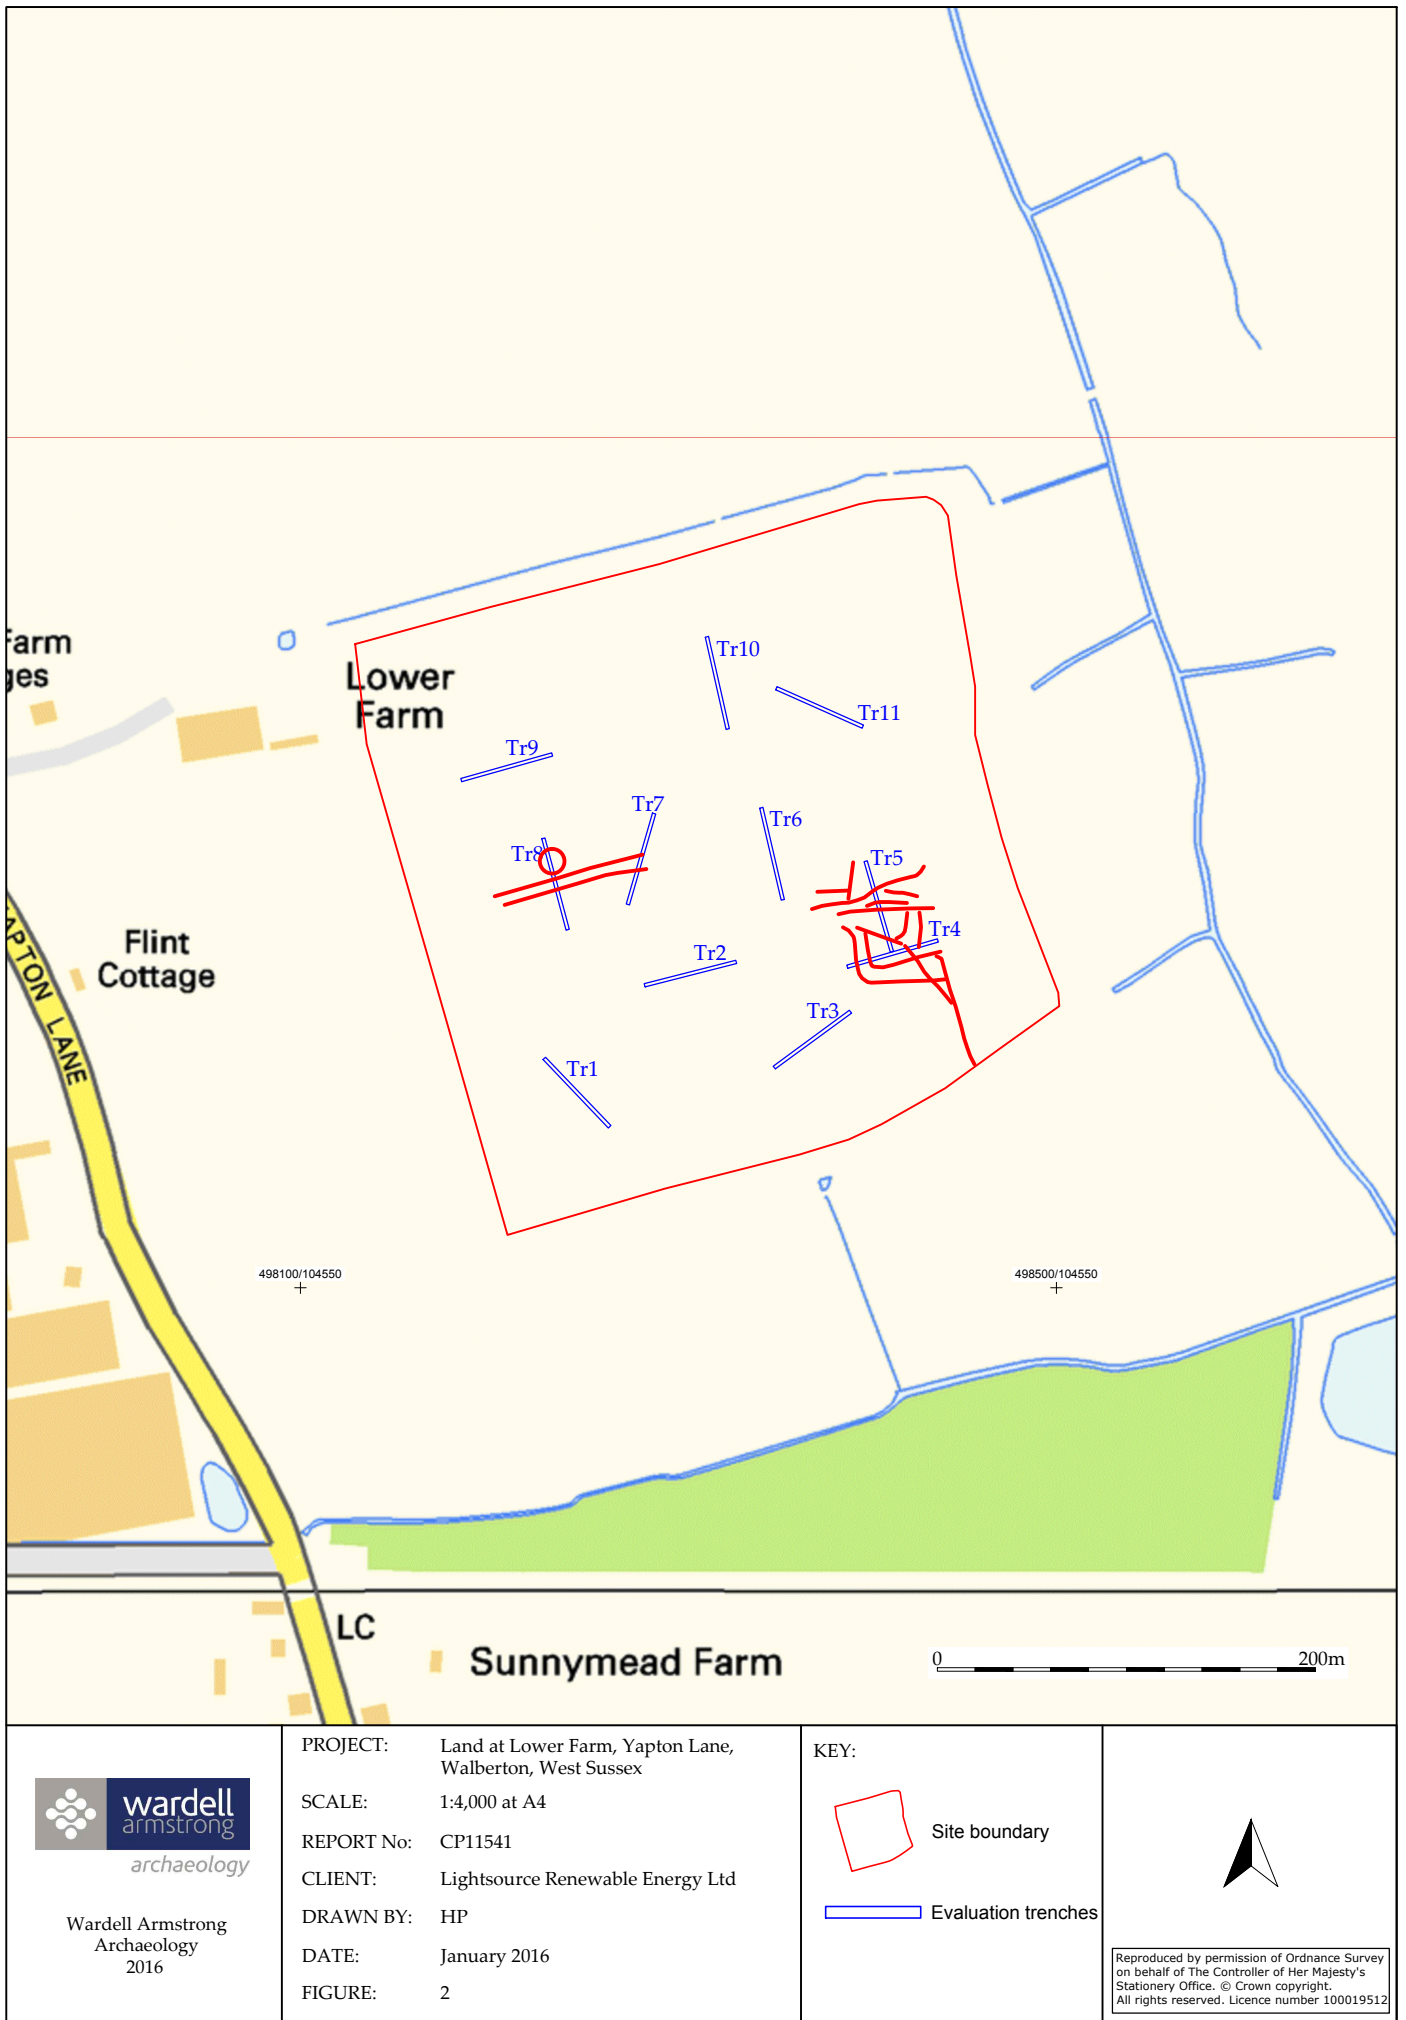 Farm
Lower
Farm
Tr10
Tr11
Tr9
Tr7
Tr6
Tr8
Tr5
Tr4
Tr2
Tr3
Tr1
Flint
Cottage
YAPTON LANE
498100/104550
498500/104550
LC
Sunnymead Farm
0 200m
wardell
armstrong
archaeology
Wardell Armstrong
Archaeology
2016
PROJECT: Land at Lower Farm, Yapton Lane,
Walberton, West Sussex
SCALE: 1:4,000 at A4
REPORT No: CP11541
CLIENT: Lightsource Renewable Energy Ltd
DRAWN BY: HP
DATE: January 2016
FIGURE: 2
KEY:
Site boundary
Evaluation trenches
Reproduced by permission of Ordnance Survey
on behalf of The Controller of Her Majesty's
Stationery Office. © Crown copyright.
All rights reserved. Licence number 100019512